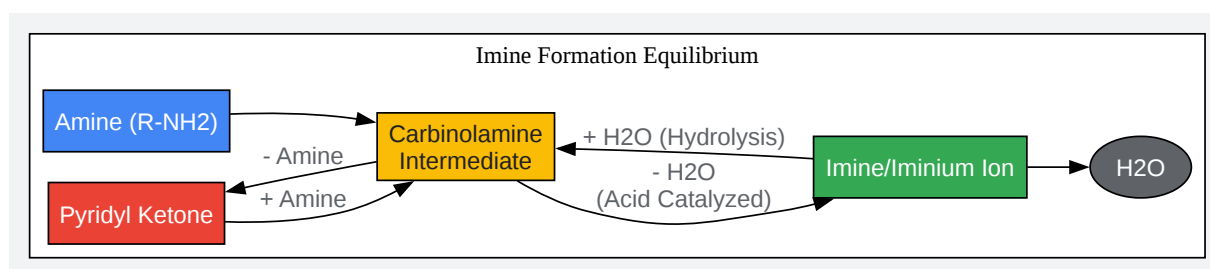 Imine Formation Equilibrium
Amine (R-NH2)
Pyridyl Ketone
- Amine
+ Amine
Carbinolamine
Intermediate
+ H2O (Hydrolysis)
- H2O
(Acid Catalyzed)
Imine/Iminium Ion
H2O